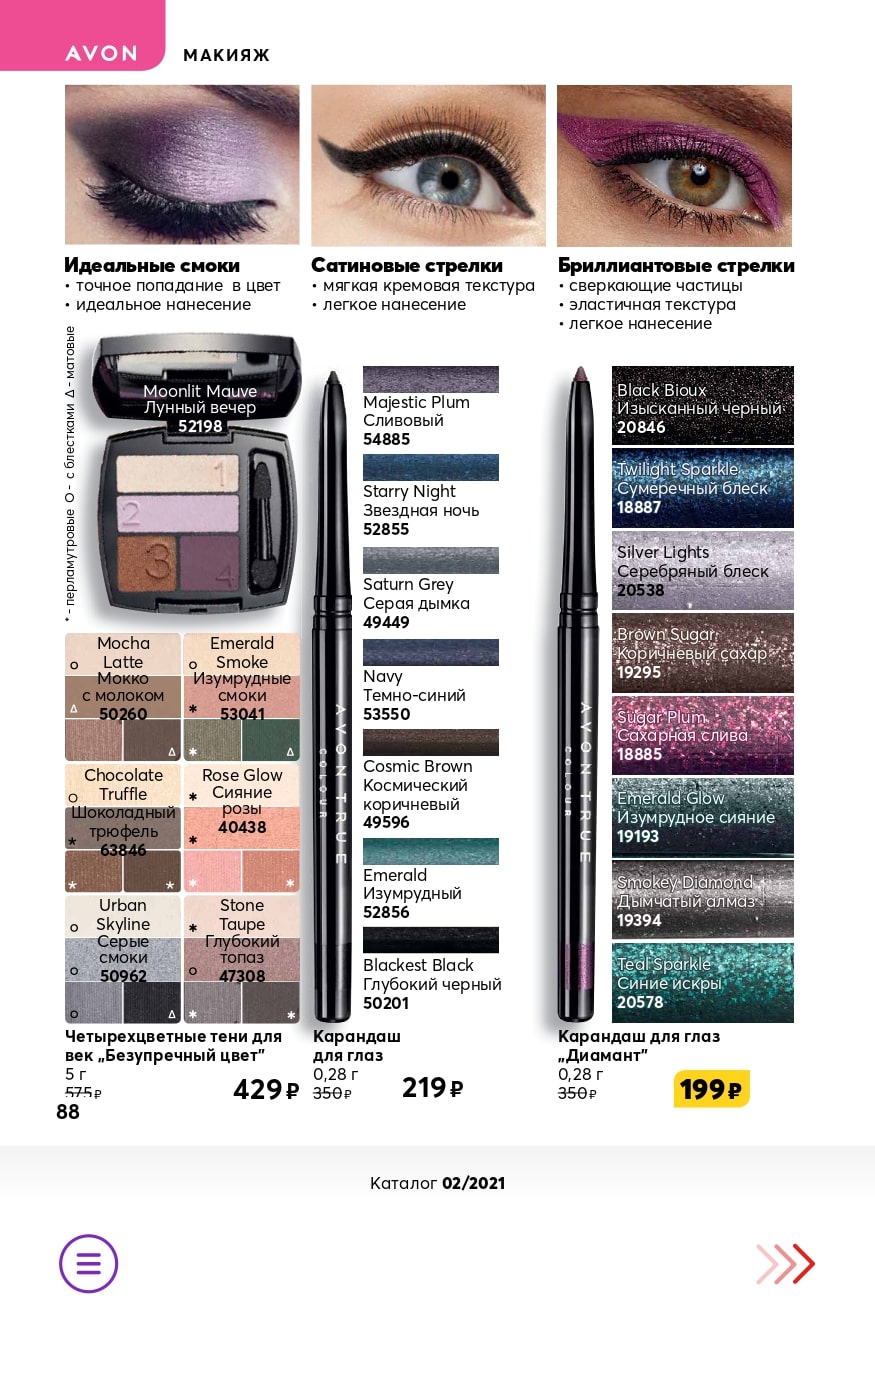 AVON
МАКИЯЖ
Идеальные смоки
• точное попадание в цвет
• идеальное нанесение
Сатиновые стрелки
• мягкая кремовая текстура
• легкое нанесение
Бриллиантовые стрелки
• сверкающие частицы
• эластичная текстура
• легкое нанесение
* - перламутровые О - с блестками Δ - матовые
Moonlit Mauve
Лунный вечер
52198
1
2
3
4
Mocha
Latte
Мокко
с молоком
50260
Emerald
Smoke
Изумрудные
смоки
53041
Chocolate
Truffle
Шоколадный
трюфель
63846
Rose Glow
Сияние
розы
40438
Urban
Skyline
Серые
смоки
50962
Stone
Taupe
Глубокий
топаз
47308
Четырехцветные тени для
век „Безупречный цвет"
5 г
575 ₽
429 ₽
AVON TRUE
COLOUR
Majestic Plum
Сливовый
54885
Starry Night
Звездная ночь
52855
Saturn Grey
Серая дымка
49449
Navy
Темно-синий
53550
Cosmic Brown
Космический
коричневый
49596
Emerald
Изумрудный
52856
Blackest Black
Глубокий черный
50201
Карандаш
для глаз
0,28 г
350 ₽
219 ₽
AVON TRUE
COLOUR
Black Bioux
Изысканный черный
20846
Twilight Sparkle
Сумеречный блеск
18887
Silver Lights
Серебряный блеск
20538
Brown Sugar
Коричневый сахар
19295
Sugar Plum
Сахарная слива
18885
Emerald Glow
Изумрудное сияние
19193
Smokey Diamond
Дымчатый алмаз
19394
Teal Sparkle
Синие искры
20578
Карандаш для глаз
„Диамант"
0,28 г
350 ₽
199 ₽
88
Каталог 02/2021